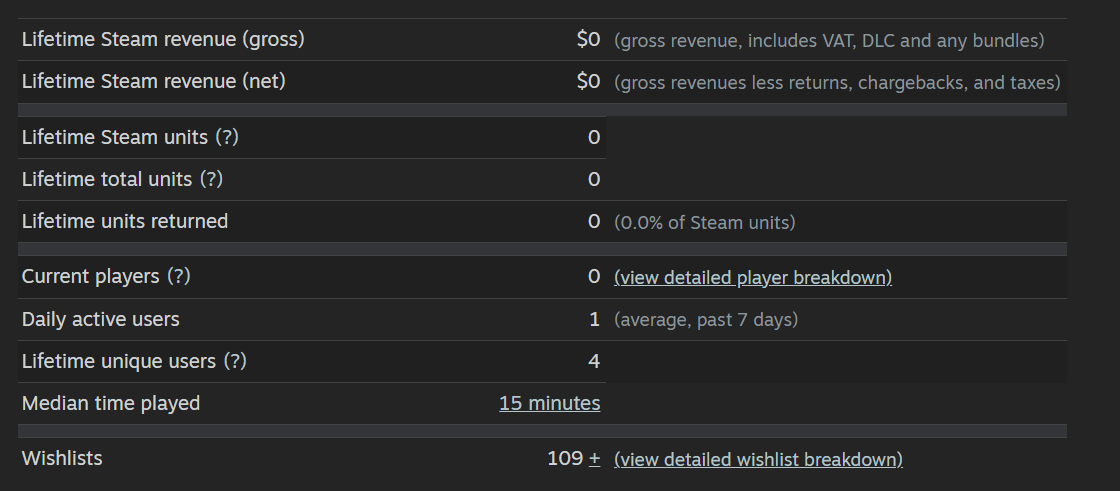 Lifetime Steam revenue (gross) $0 (gross revenue, includes VAT, DLC and any bundles)
Lifetime Steam revenue (net) $0 (gross revenues less returns, chargebacks, and taxes)
Lifetime Steam units (?) 0
Lifetime total units (?) 0
Lifetime units returned 0 (0.0% of Steam units)
Current players (?) 0 (view detailed player breakdown)
Daily active users 1 (average, past 7 days)
Lifetime unique users (?) 4
Median time played 15 minutes
Wishlists 109 ± (view detailed wishlist breakdown)